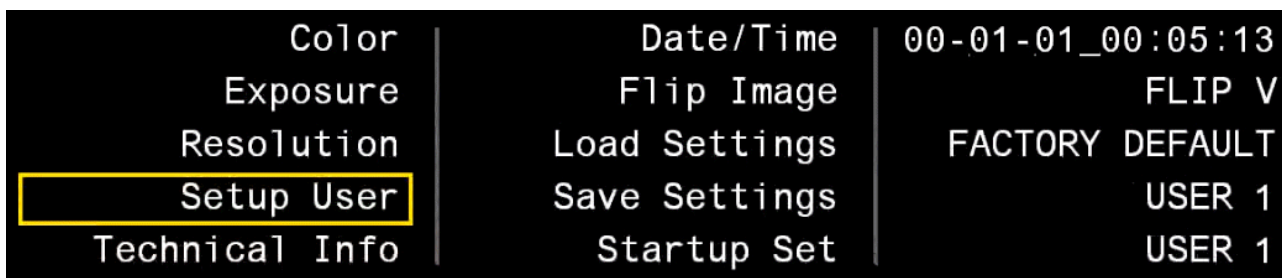 Color Date/Time 00-01-01_00:05:13
Exposure Flip Image FLIP V
Resolution Load Settings FACTORY DEFAULT
Setup User Save Settings USER 1
Technical Info Startup Set USER 1